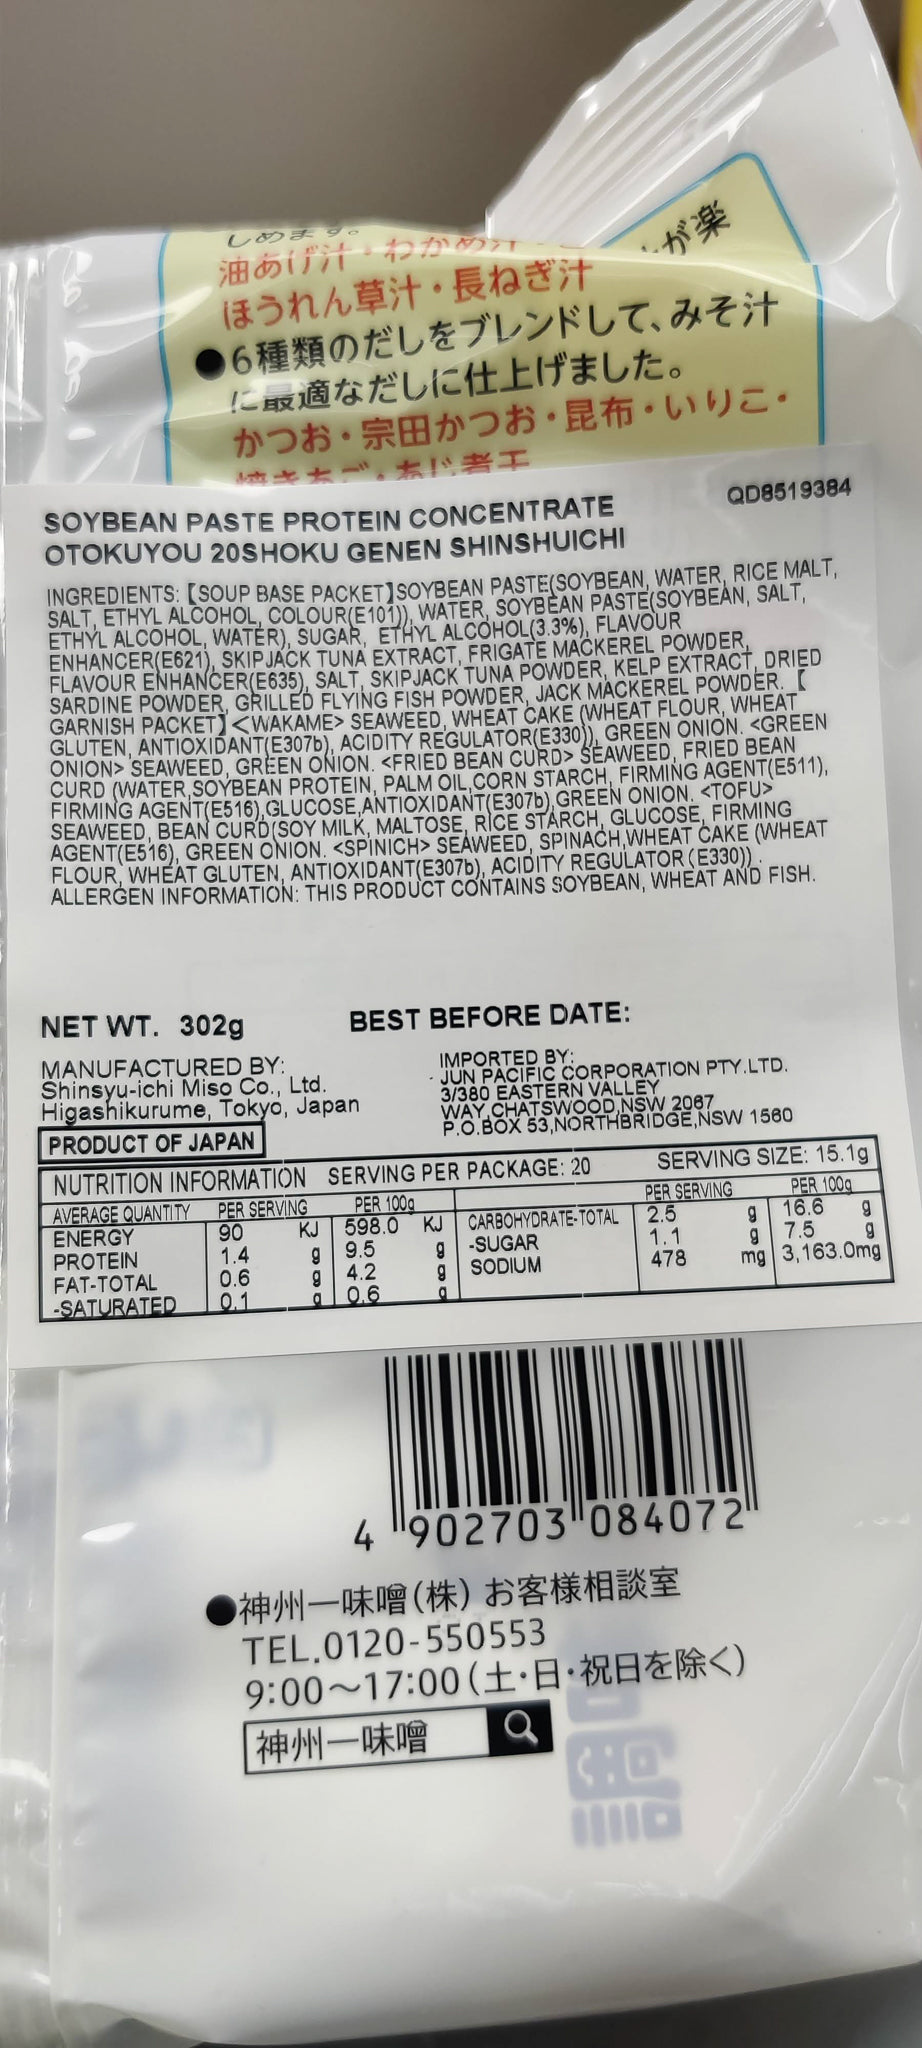 しめます。
が楽
油あげ汁・わかめ汁
ほうれん草汁・長ねぎ汁
●6種類のだしをブレンドして、みそ汁
に最適なだしに仕上げました。
かつお・宗田かつお・昆布・いりこ・
焼きあご・あじ煮干
SOYBEAN PASTE PROTEIN CONCENTRATE QD8519384
OTOKUYOU 20SHOKU GENEN SHINSHUICHI
INGREDIENTS:【SOUP BASE PACKET】SOYBEAN PASTE(SOYBEAN, WATER, RICE MALT,
SALT, ETHYL ALCOHOL, COLOUR(E101)), WATER, SOYBEAN PASTE(SOYBEAN, SALT,
ETHYL ALCOHOL, WATER), SUGAR, ETHYL ALCOHOL(3.3%), FLAVOUR
ENHANCER(E621), SKIPJACK TUNA EXTRACT, FRIGATE MACKEREL POWDER,
FLAVOUR ENHANCER(E635), SALT, SKIPJACK TUNA POWDER, KELP EXTRACT, DRIED
SARDINE POWDER, GRILLED FLYING FISH POWDER, JACK MACKEREL POWDER.【
GARNISH PACKET】<WAKAME> SEAWEED, WHEAT CAKE (WHEAT FLOUR, WHEAT
GLUTEN, ANTIOXIDANT(E307b), ACIDITY REGULATOR(E330)), GREEN ONION. <GREEN
ONION> SEAWEED, GREEN ONION. <FRIED BEAN CURD> SEAWEED, FRIED BEAN
CURD (WATER,SOYBEAN PROTEIN, PALM OIL,CORN STARCH, FIRMING AGENT(E511),
FIRMING AGENT(E516),GLUCOSE,ANTIOXIDANT(E307b),GREEN ONION. <TOFU>
SEAWEED, BEAN CURD(SOY MILK, MALTOSE, RICE STARCH, GLUCOSE, FIRMING
AGENT(E516), GREEN ONION. <SPINICH> SEAWEED, SPINACH,WHEAT CAKE (WHEAT
FLOUR, WHEAT GLUTEN, ANTIOXIDANT(E307b), ACIDITY REGULATOR (E330)).
ALLERGEN INFORMATION: THIS PRODUCT CONTAINS SOYBEAN, WHEAT AND FISH.
NET WT. 302g BEST BEFORE DATE:
MANUFACTURED BY:
Shinsyu-ichi Miso Co., Ltd.
Higashikurume, Tokyo, Japan
PRODUCT OF JAPAN
IMPORTED BY:
JUN PACIFIC CORPORATION PTY.LTD.
3/380 EASTERN VALLEY
WAY,CHATSWOOD,NSW 2067
P.O.BOX 53,NORTHBRIDGE,NSW 1560
NUTRITION INFORMATION SERVING PER PACKAGE: 20 SERVING SIZE: 15.1g
AVERAGE QUANTITY PER SERVING PER 100g PER SERVING PER 100g
ENERGY 90 KJ 598.0 KJ CARBOHYDRATE-TOTAL 2.5 g 16.6 g
PROTEIN 1.4 g 9.5 g -SUGAR 1.1 g 7.5 g
FAT-TOTAL 0.6 g 4.2 g SODIUM 478 mg 3,163.0mg
-SATURATED 0.1 g 0.6 g
4 902703 084072
●神州一味噌(株) お客様相談室
TEL.0120-550553
9:00～17:00(土・日・祝日を除く)
神州一味噌